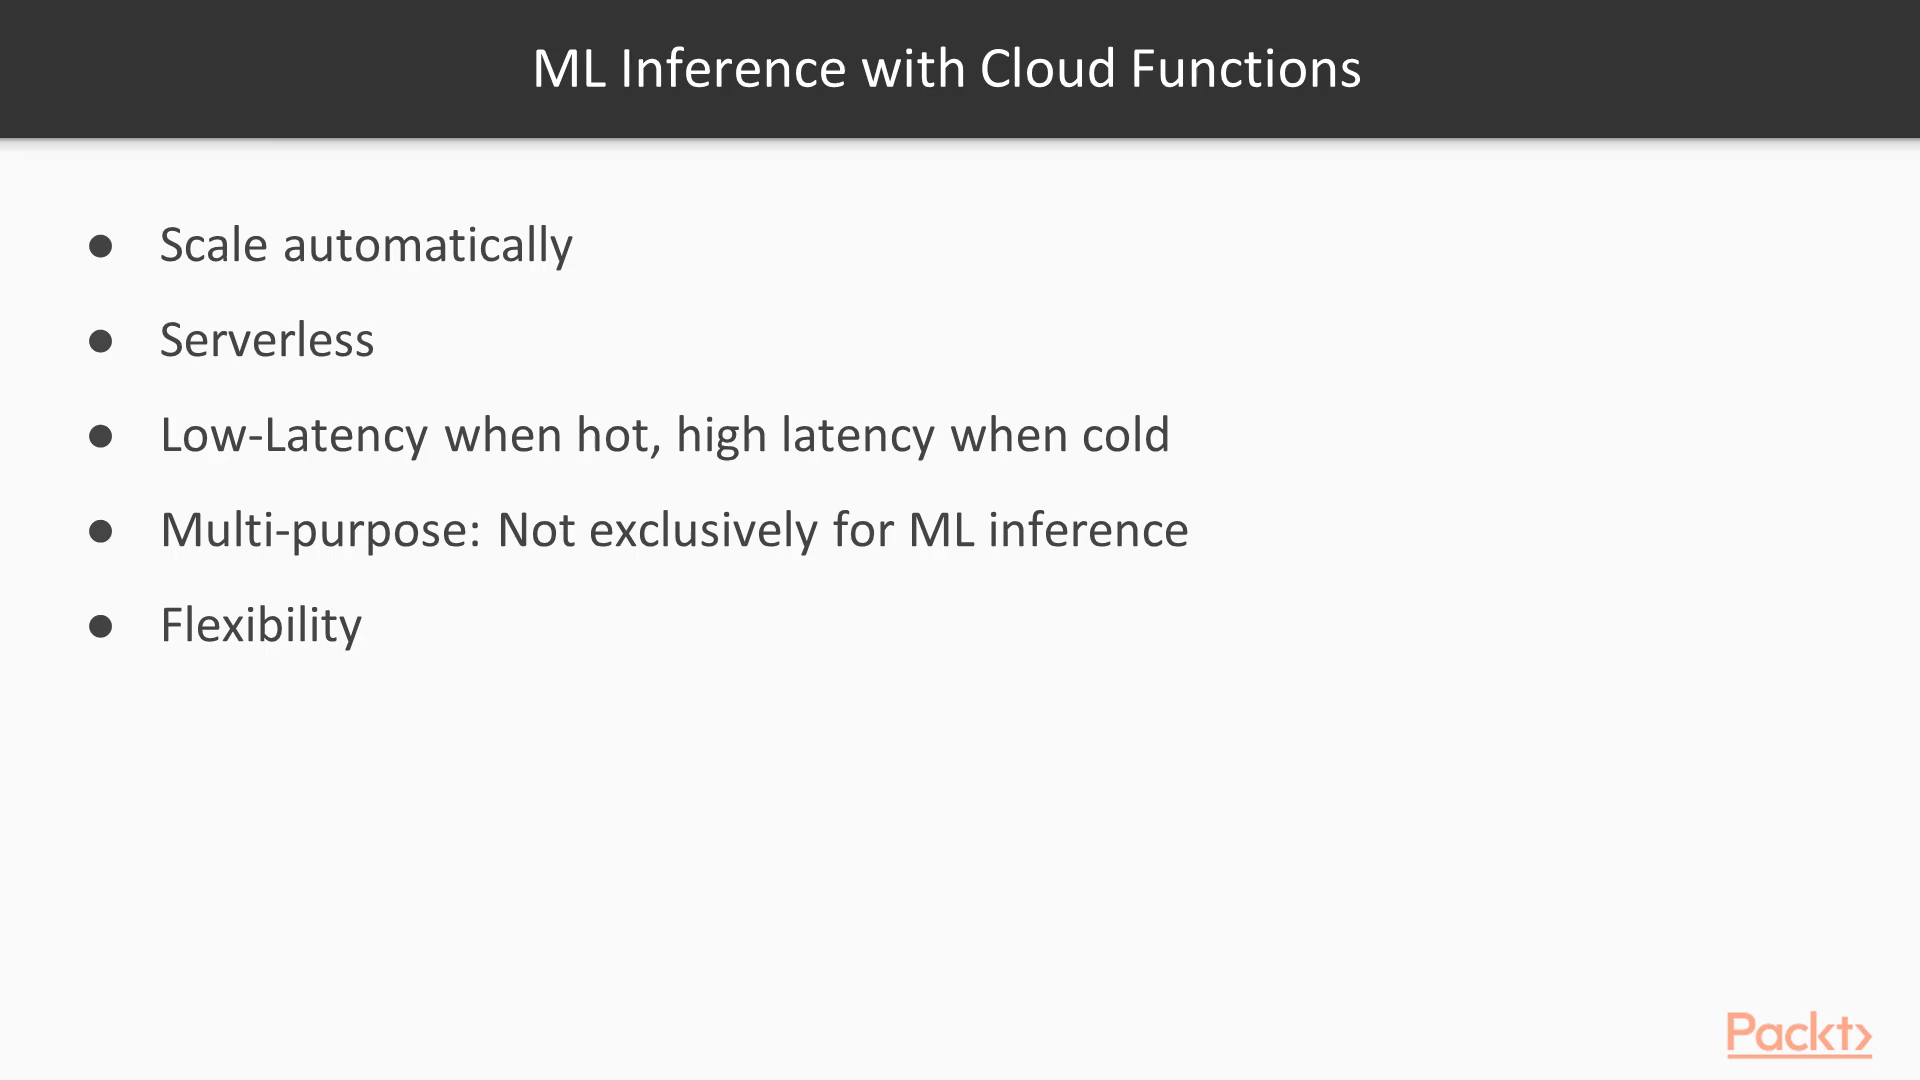 ML Inference with Cloud Functions
● Scale automatically
● Serverless
● Low-Latency when hot, high latency when cold
● Multi-purpose: Not exclusively for ML inference
● Flexibility
Packt>